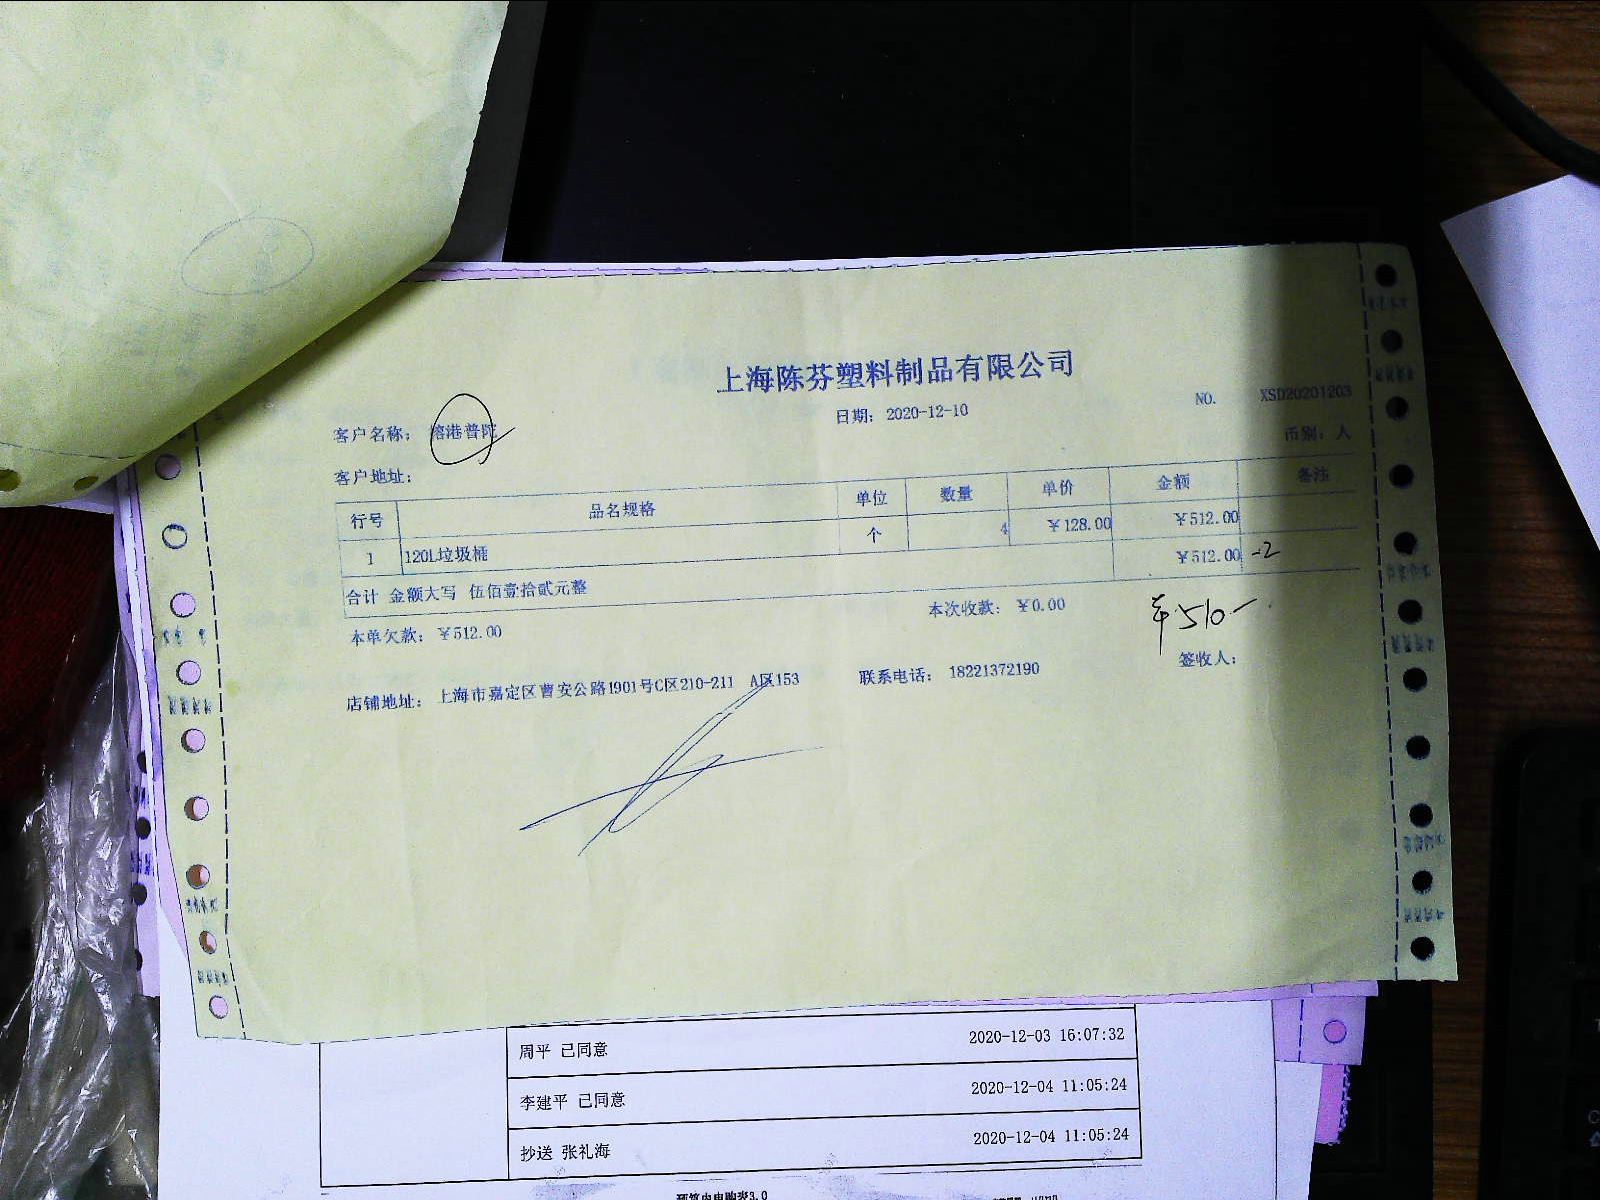 上海陈芬塑料制品有限公司
日期： 2020-12-10
NO. XSD20201203
客户名称： 港普陀
币别： 人
客户地址：
行号 品名规格 单位 数量 单价 金额 备注
1 120L垃圾桶 个 4 ￥128.00 ￥512.00
合计 金额大写 伍佰壹拾贰元整 ￥512.00 -2
本单欠款： ￥512.00 本次收款： ￥0.00 ￥510-
签收人：
店铺地址： 上海市嘉定区曹安公路1901号C区210-211 A区153 联系电话： 18221372190
周平 已同意 2020-12-03 16:07:32
李建平 已同意 2020-12-04 11:05:24
抄送 张礼海 2020-12-04 11:05:24